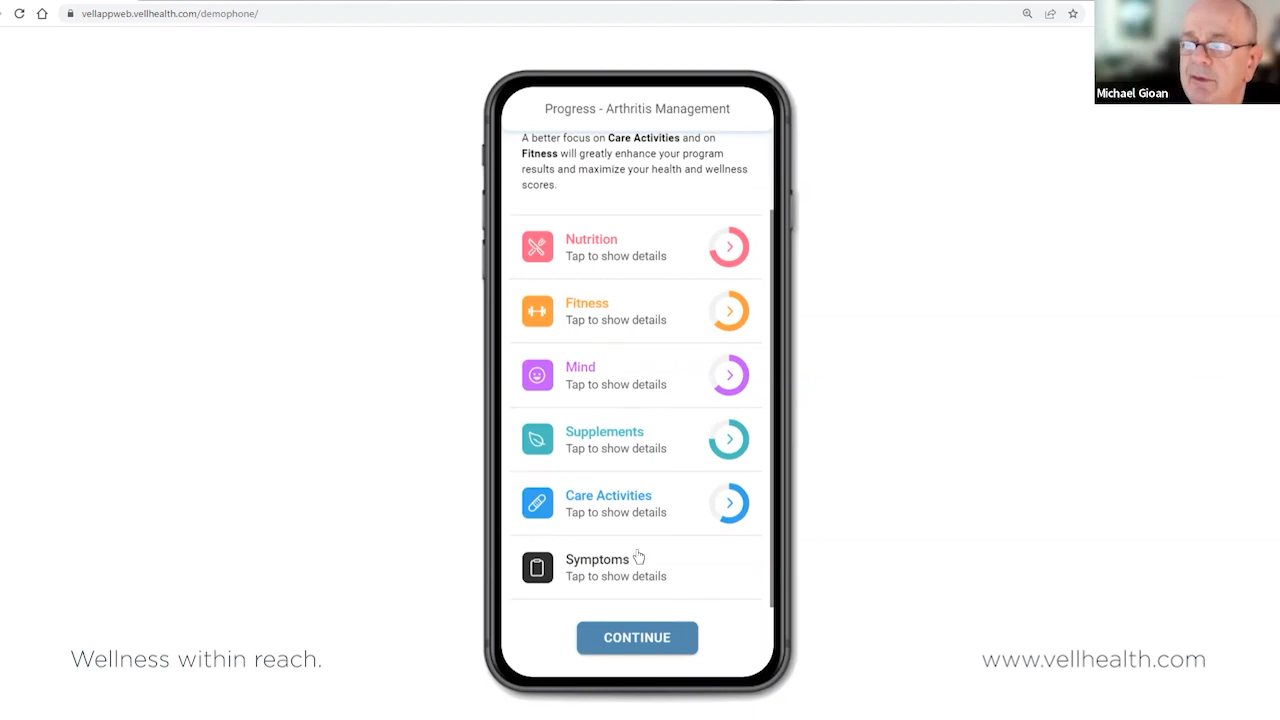 vellappweb.vellhealth.com/demophone/
Michael Gioan
Progress - Arthritis Management
A better focus on Care Activities and on
Fitness will greatly enhance your program
results and maximize your health and wellness
scores.
Nutrition
Tap to show details
Fitness
Tap to show details
Mind
Tap to show details
Supplements
Tap to show details
Care Activities
Tap to show details
Symptoms
Tap to show details
CONTINUE
Wellness within reach.
www.vellhealth.com